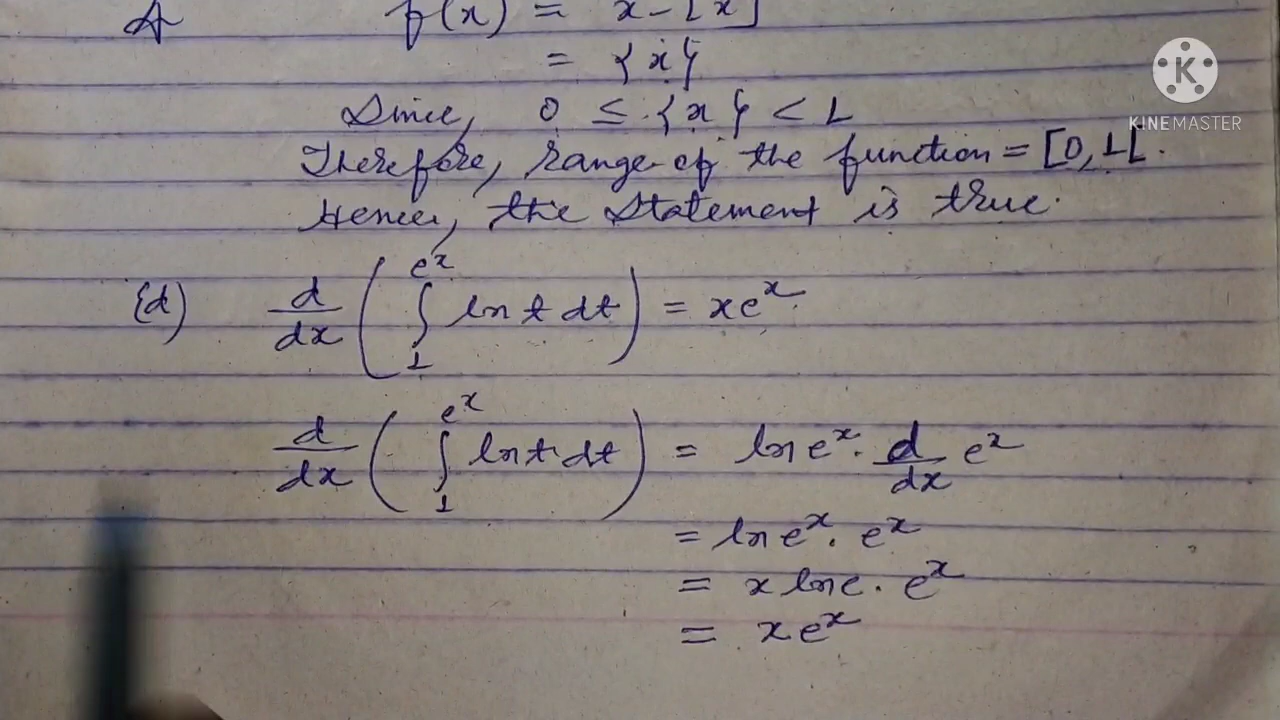 A f(x) = x - [x]
= {x}
Since, 0 ≤ {x} < 1
Therefore, range of the function = [0, 1[.
Hence, the statement is true.
(d) d/dx ( ∫₁^{e^x} ln t dt ) = xe^x
d/dx ( ∫₁^{e^x} ln t dt ) = ln e^x · d/dx e^x
= ln e^x · e^x
= x ln e · e^x
= xe^x
K
KINEMASTER